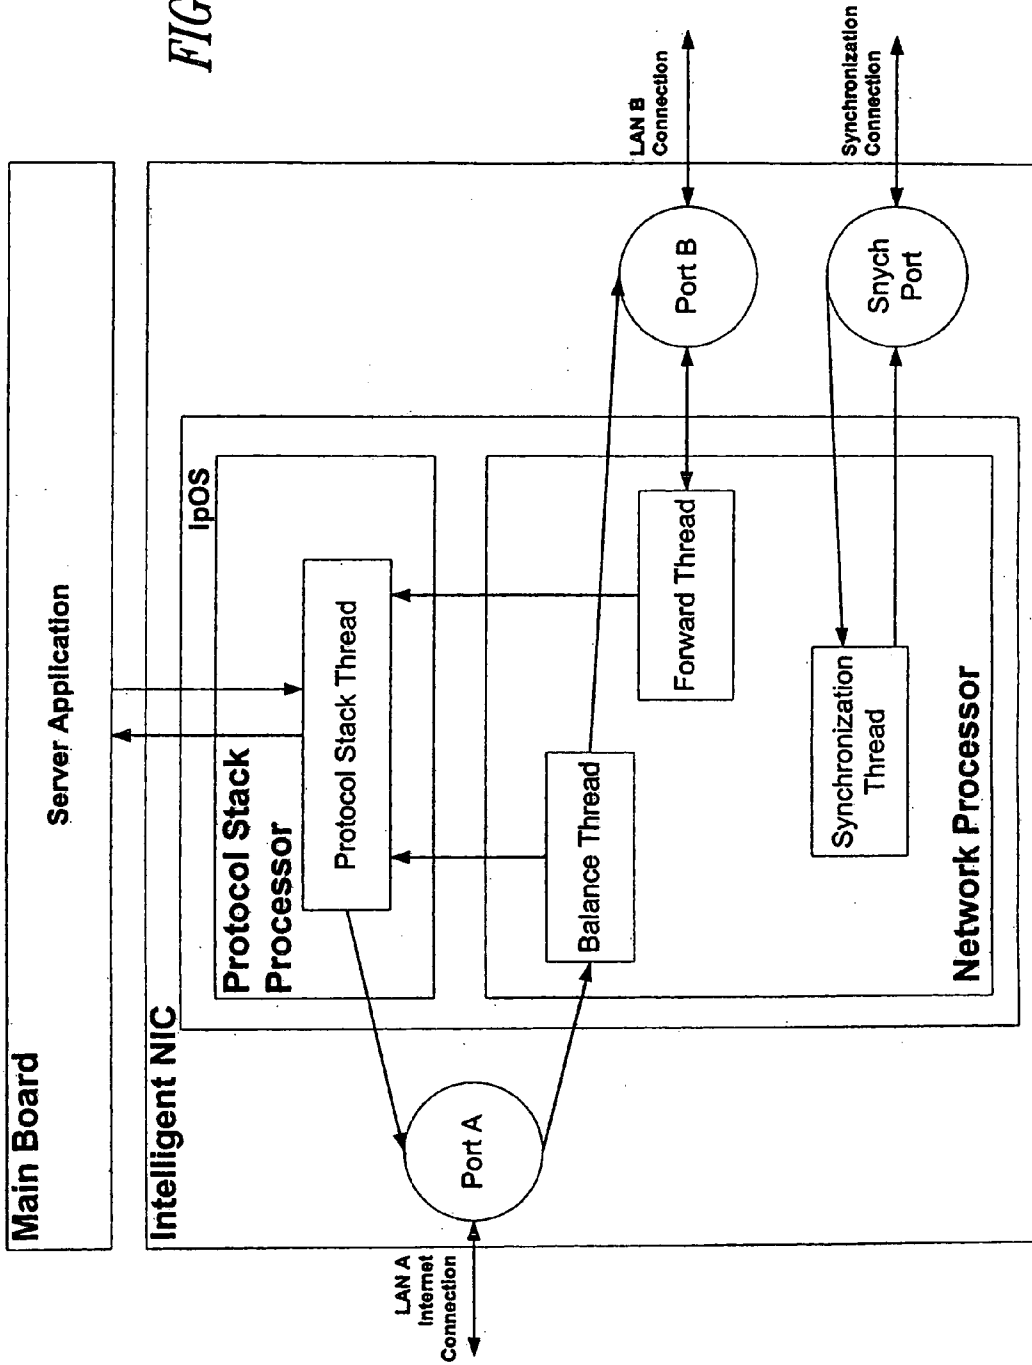 FIG
Main Board
Server Application
Intelligent NIC
IpOS
Protocol Stack
Processor
Protocol Stack Thread
LAN A
Internet
Connection
Port A
Balance Thread
Forward Thread
Port B
LAN B
Connection
Synchronization
Thread
Snych
Port
Synchronization
Connection
Network Processor